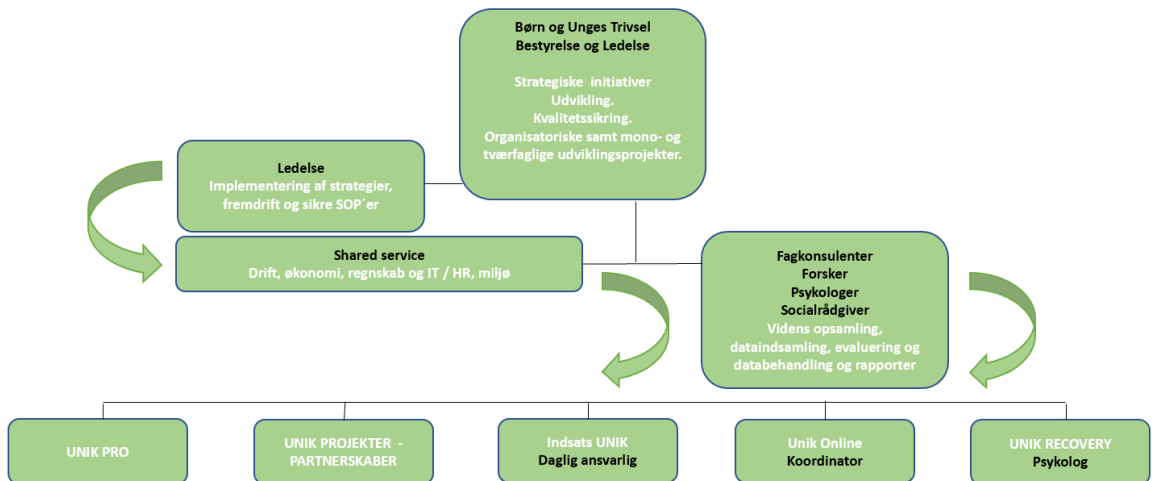 Børn og Unges Trivsel
Bestyrelse og Ledelse
Strategiske initiativer
Udvikling.
Kvalitetssikring.
Organisatoriske samt mono- og
tværfaglige udviklingsprojekter.
Ledelse
Implementering af strategier,
fremdrift og sikre SOP´er
Shared service
Drift, økonomi, regnskab og IT / HR, miljø
Fagkonsulenter
Forsker
Psykologer
Socialrådgiver
Videns opsamling,
dataindsamling, evaluering og
databehandling og rapporter
UNIK PRO
UNIK PROJEKTER -
PARTNERSKABER
Indsats UNIK
Daglig ansvarlig
Unik Online
Koordinator
UNIK RECOVERY
Psykolog